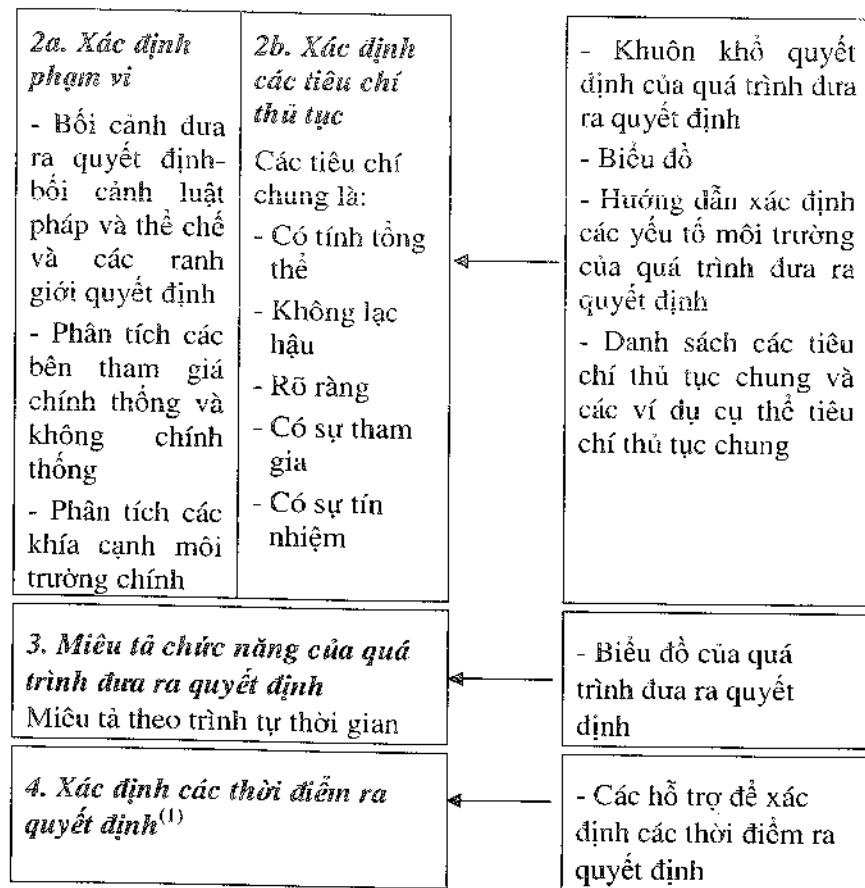 2a. Xác định
phạm vi
- Bối cảnh đưa
ra quyết định-
bối cảnh luật
pháp và thể chế
và các ranh
giới quyết định
- Phân tích các
bên tham giá
chính thống và
không chính
thống
- Phân tích các
khía cạnh môi
trường chính
2b. Xác định
các tiêu chí
thủ tục
Các tiêu chí
chung là:
- Có tính tổng
thể
- Không lạc
hậu
- Rõ ràng
- Có sự tham
gia
- Có sự tín
nhiệm
- Khuôn khổ quyết
định của quá trình đưa
ra quyết định
- Biểu đồ
- Hướng dẫn xác định
các yếu tố môi trường
của quá trình đưa ra
quyết định
- Danh sách các tiêu
chí thủ tục chung và
các ví dụ cụ thể tiêu
chí thủ tục chung
3. Miêu tả chức năng của quá
trình đưa ra quyết định
Miêu tả theo trình tự thời gian
- Biểu đồ của quá
trình đưa ra quyết
định
4. Xác định các thời điểm ra
quyết định(1)
- Các hỗ trợ để xác
định các thời điểm ra
quyết định